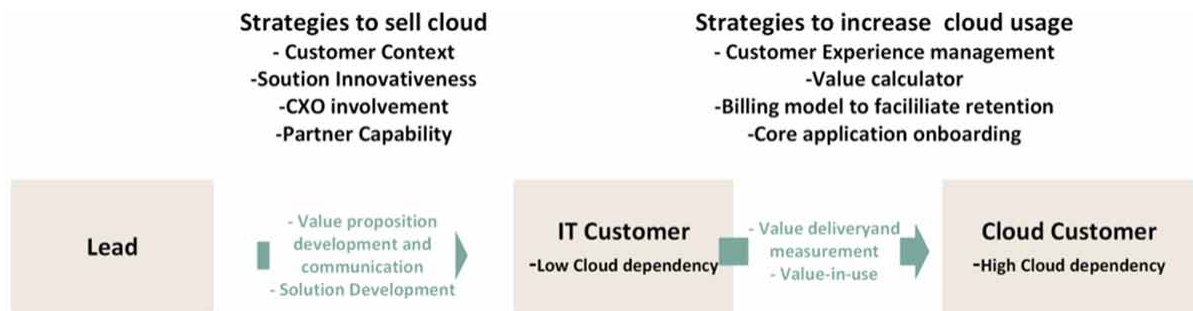 Strategies to sell cloud
- Customer Context
-Soution Innovativeness
-CXO involvement
-Partner Capability
Strategies to increase cloud usage
- Customer Experience management
-Value calculator
-Billing model to facililiate retention
-Core application onboarding
Lead
- Value proposition
development and
communication
- Solution Development
IT Customer
-Low Cloud dependency
- Value deliveryand
measurement
- Value-in-use
Cloud Customer
-High Cloud dependency